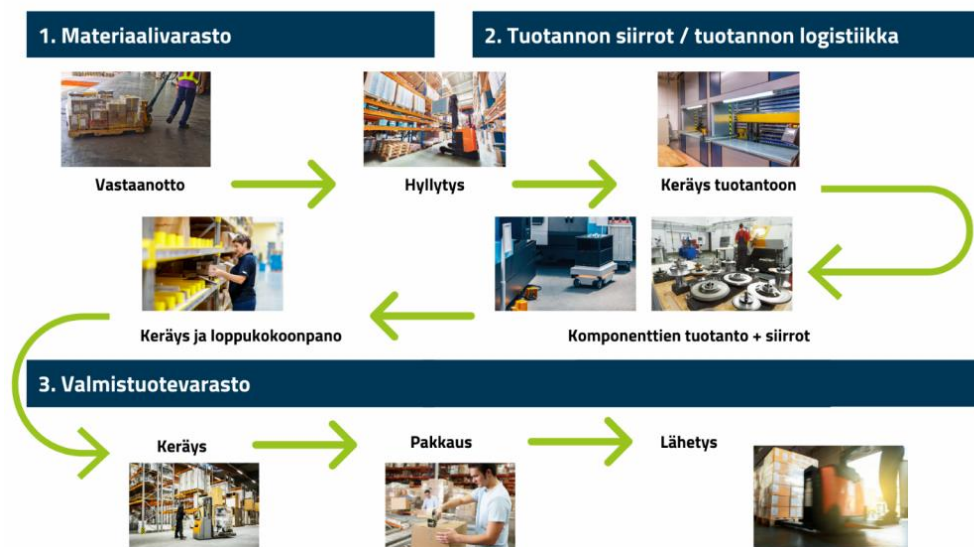 1. Materiaalivarasto
2. Tuotannon siirrot / tuotannon logistiikka
Vastaanotto
Hyllytys
Keräys tuotantoon
Keräys ja loppukokoonpano
Komponenttien tuotanto + siirrot
3. Valmistuotevarasto
Keräys
Pakkaus
Lähetys